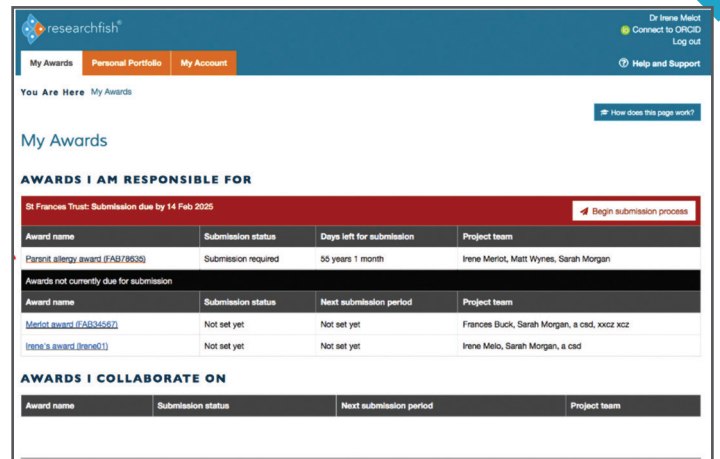 researchfish®
Dr Irene Melot
Connect to ORCID
Log out
My Awards Personal Portfolio My Account
Help and Support
You Are Here My Awards
How does this page work?
My Awards
AWARDS I AM RESPONSIBLE FOR
St Frances Trust: Submission due by 14 Feb 2025
Begin submission process
Award name Submission status Days left for submission Project team
Parsnit allergy award (FAB78635) Submission required 55 years 1 month Irene Merlot, Matt Wynes, Sarah Morgan
Awards not currently due for submission
Award name Submission status Next submission period Project team
Merlot award (FAB34567) Not set yet Not set yet Frances Buck, Sarah Morgan, a csd, xxcz xcz
Irene's award (Irene01) Not set yet Not set yet Irene Melo, Sarah Morgan, a csd
AWARDS I COLLABORATE ON
Award name Submission status Next submission period Project team